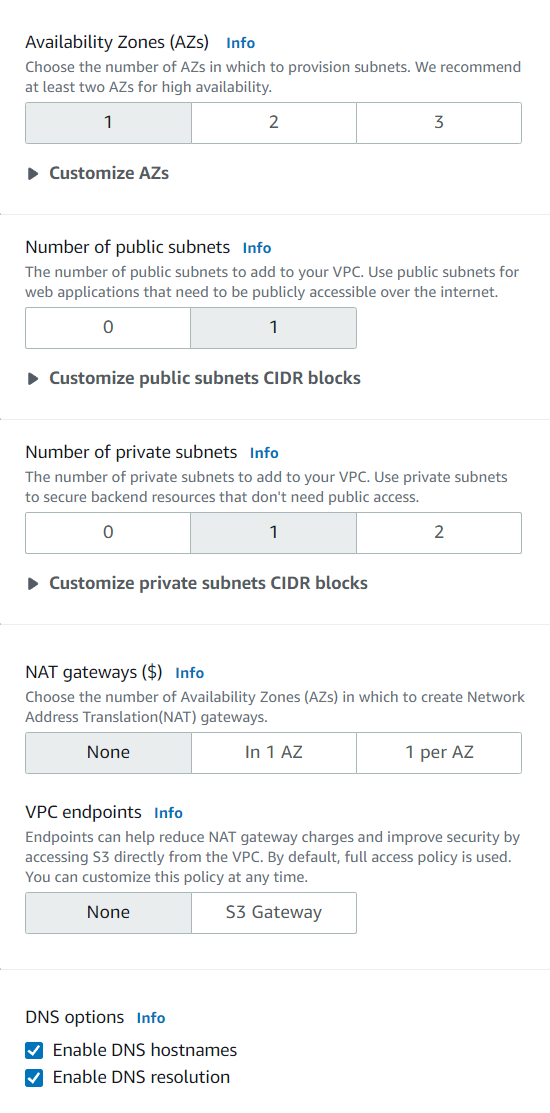 Availability Zones (AZs) Info
Choose the number of AZs in which to provision subnets. We recommend
at least two AZs for high availability.
1 2 3
Customize AZs
Number of public subnets Info
The number of public subnets to add to your VPC. Use public subnets for
web applications that need to be publicly accessible over the internet.
0 1
Customize public subnets CIDR blocks
Number of private subnets Info
The number of private subnets to add to your VPC. Use private subnets
to secure backend resources that don't need public access.
0 1 2
Customize private subnets CIDR blocks
NAT gateways ($) Info
Choose the number of Availability Zones (AZs) in which to create Network
Address Translation(NAT) gateways.
None In 1 AZ 1 per AZ
VPC endpoints Info
Endpoints can help reduce NAT gateway charges and improve security by
accessing S3 directly from the VPC. By default, full access policy is used.
You can customize this policy at any time.
None S3 Gateway
DNS options Info
Enable DNS hostnames
Enable DNS resolution